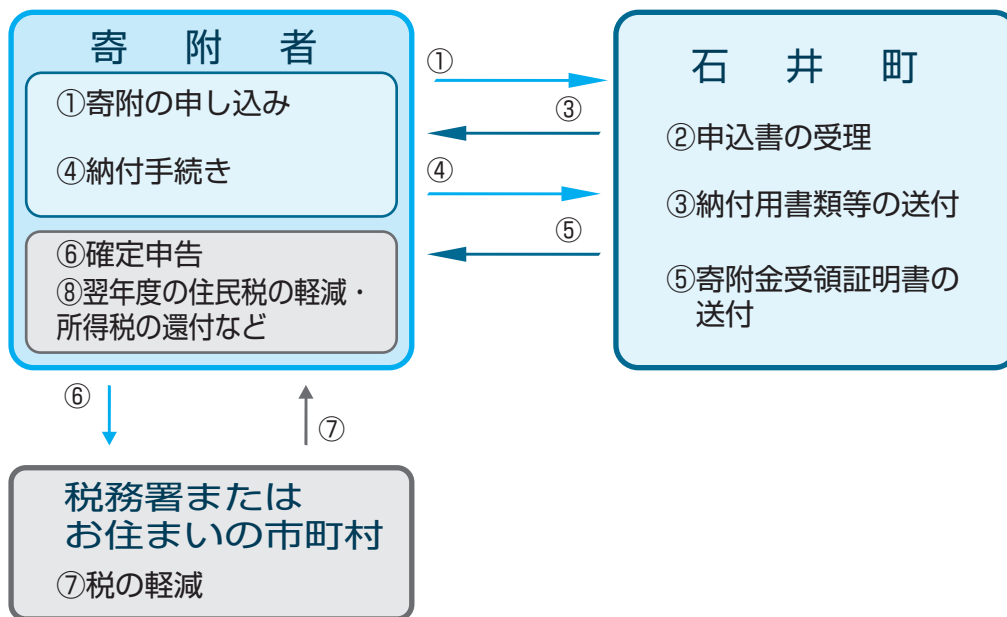 寄附者
①寄附の申し込み
④納付手続き
⑥確定申告
⑧翌年度の住民税の軽減・
所得税の還付など
①
③
④
⑤
石井町
②申込書の受理
③納付用書類等の送付
⑤寄附金受領証明書の
送付
⑥
⑦
税務署または
お住まいの市町村
⑦税の軽減